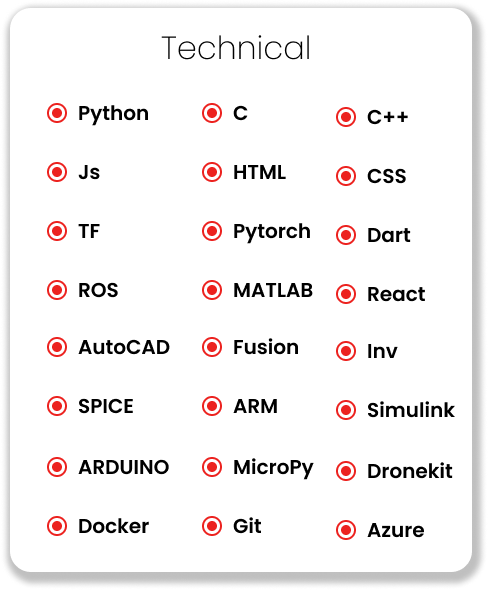 Technical
Python C C++
Js HTML CSS
TF Pytorch Dart
ROS MATLAB React
AutoCAD Fusion Inv
SPICE ARM Simulink
ARDUINO MicroPy Dronekit
Docker Git Azure